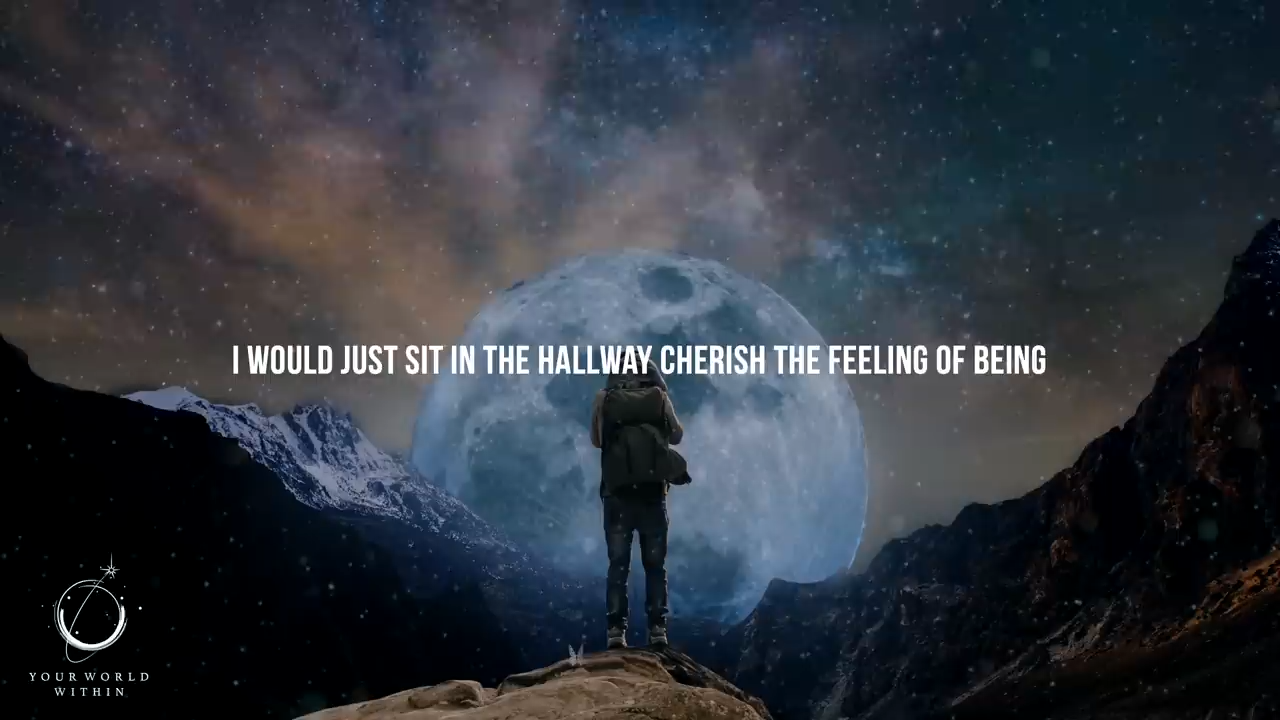 I WOULD JUST SIT IN THE HALLWAY CHERISH THE FEELING OF BEING
YOUR WORLD
WITHIN